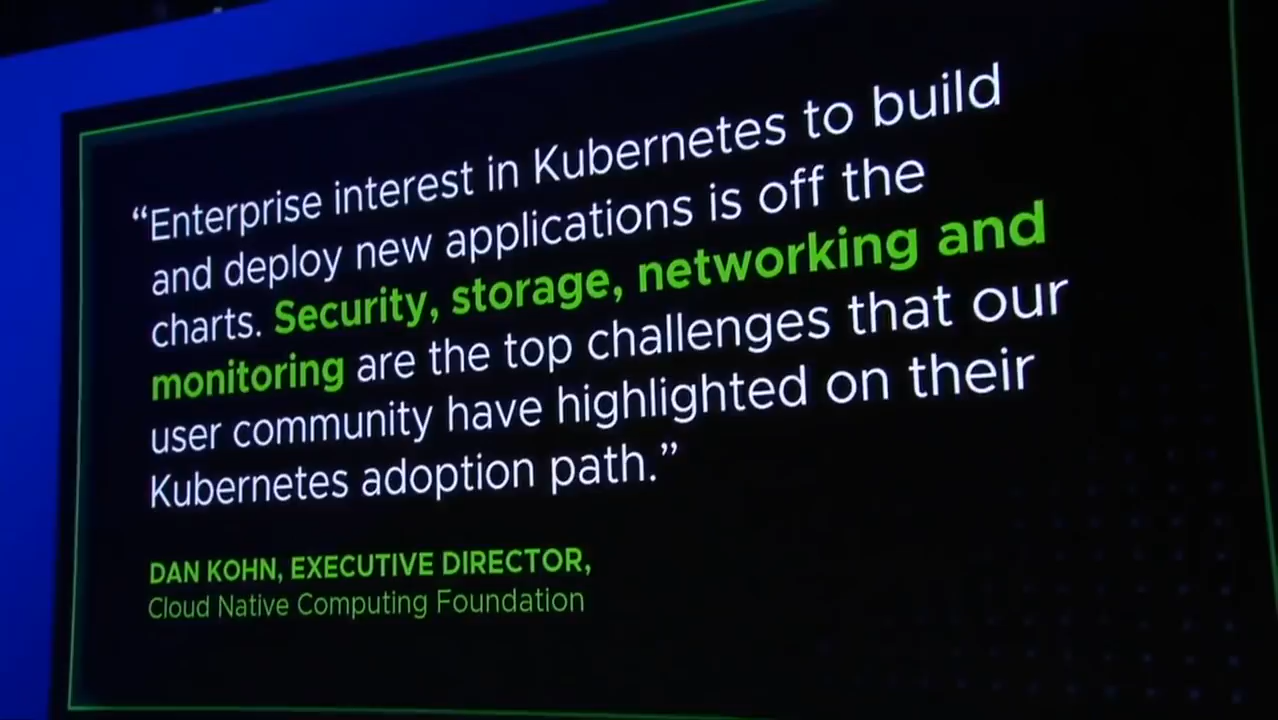 “Enterprise interest in Kubernetes to build
and deploy new applications is off the
charts. Security, storage, networking and
monitoring are the top challenges that our
user community have highlighted on their
Kubernetes adoption path.”
DAN KOHN, EXECUTIVE DIRECTOR,
Cloud Native Computing Foundation